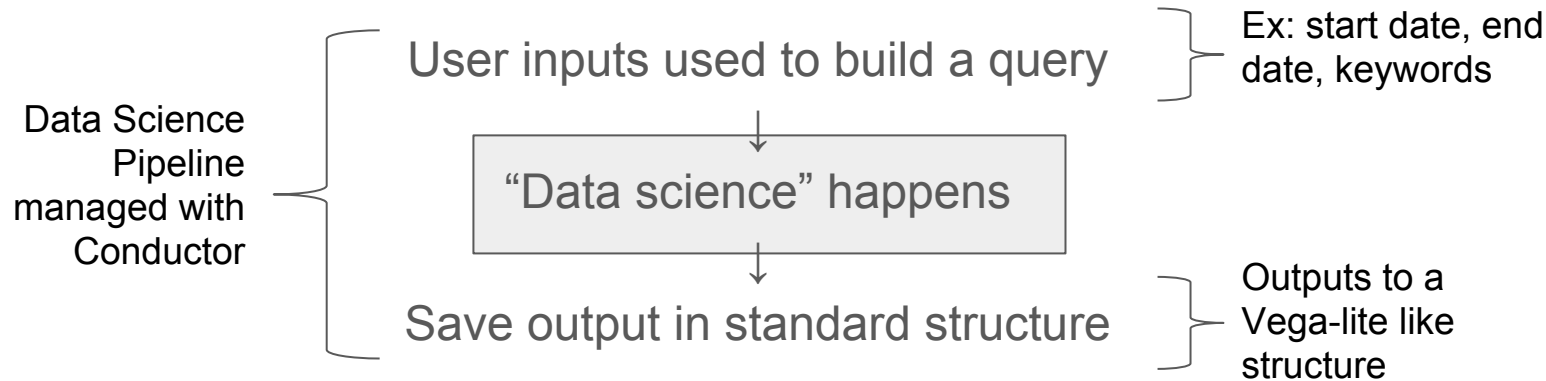 Data Science
Pipeline
managed with
Conductor
User inputs used to build a query
Ex: start date, end
date, keywords
“Data science” happens
Save output in standard structure
Outputs to a
Vega-lite like
structure